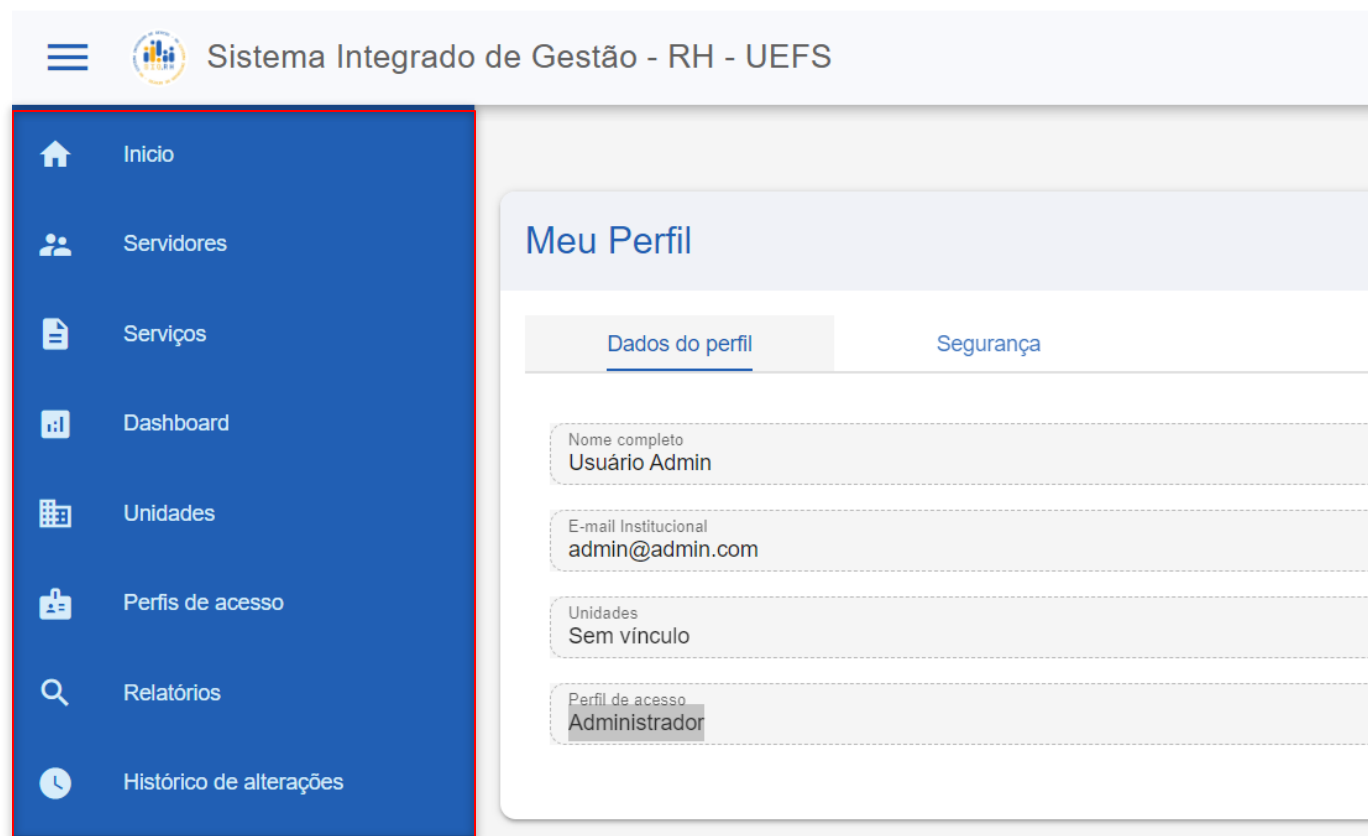 Sistema Integrado de Gestão - RH - UEFS
Inicio
Servidores
Serviços
Dashboard
Unidades
Perfis de acesso
Relatórios
Histórico de alterações
Meu Perfil
Dados do perfil
Segurança
Nome completo
Usuário Admin
E-mail Institucional
admin@admin.com
Unidades
Sem vínculo
Perfil de acesso
Administrador